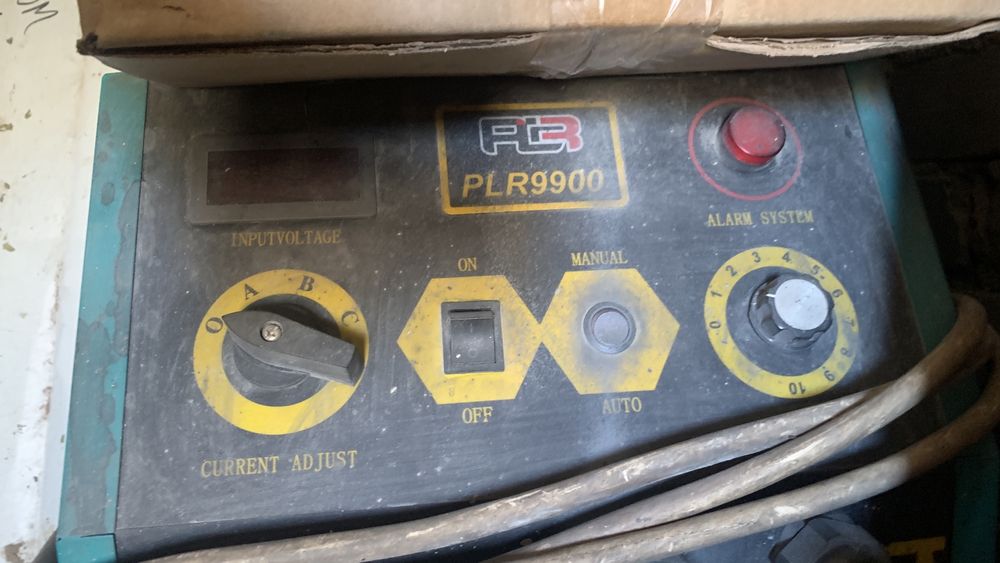 PLR
PLR9900
INPUTVOLTAGE
ALARM SYSTEM
ON
MANUAL
O A B C
0 1 2 3 4 5 6 7 8 9 10
OFF
AUTO
CURRENT ADJUST